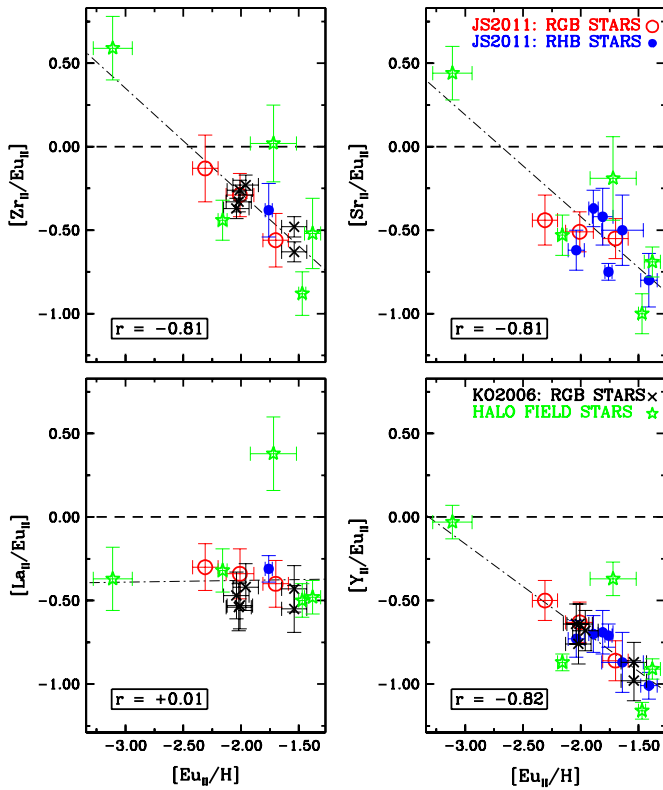 JS2011: RGB STARS
JS2011: RHB STARS
[Zr_II/Eu_II]
0.50
0.00
-0.50
-1.00
r = -0.81
[Sr_II/Eu_II]
0.50
0.00
-0.50
-1.00
r = -0.81
[La_II/Eu_II]
0.50
0.00
-0.50
-1.00
r = +0.01
-3.00 -2.50 -2.00 -1.50
[Eu_II/H]
KO2006: RGB STARS
HALO FIELD STARS
[Y_II/Eu_II]
0.50
0.00
-0.50
-1.00
r = -0.82
-3.00 -2.50 -2.00 -1.50
[Eu_II/H]